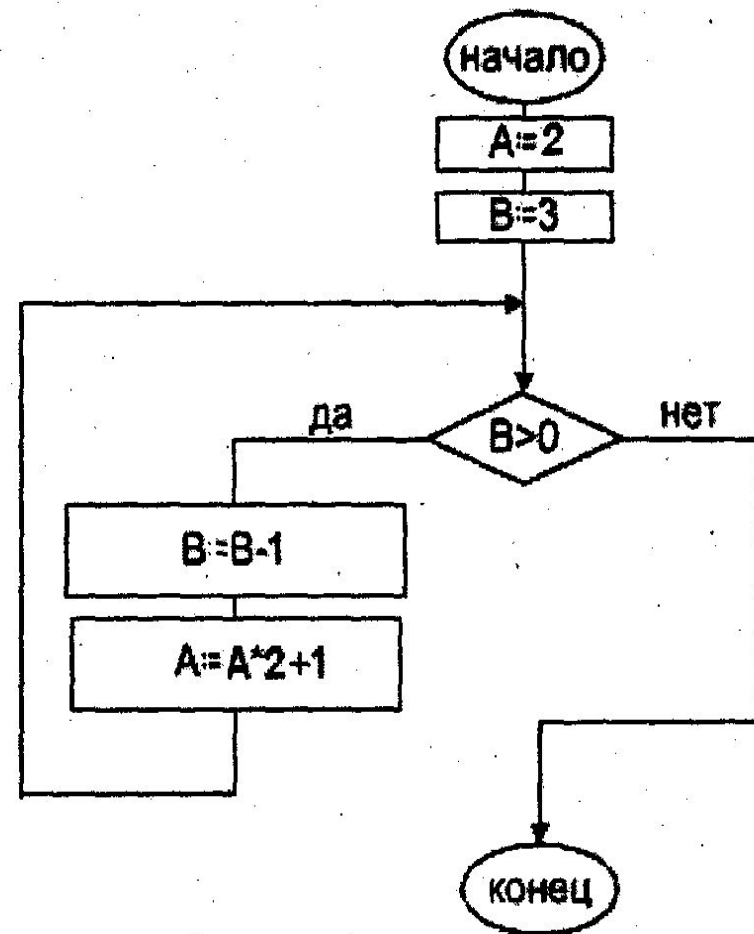 начало
A:=2
B:=3
да
B>0
нет
B:=B-1
A:=A*2+1
конец